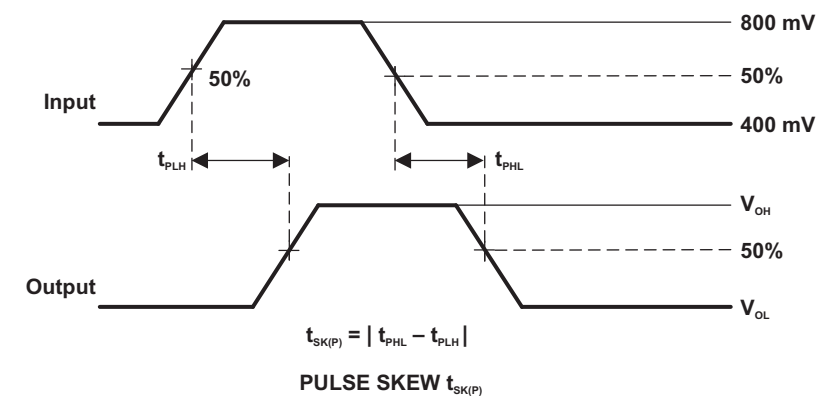 800 mV
50%
50%
Input
400 mV
tPLH
tPHL
VOH
50%
Output
VOL
tSK(P) = | tPHL – tPLH |
PULSE SKEW tSK(P)